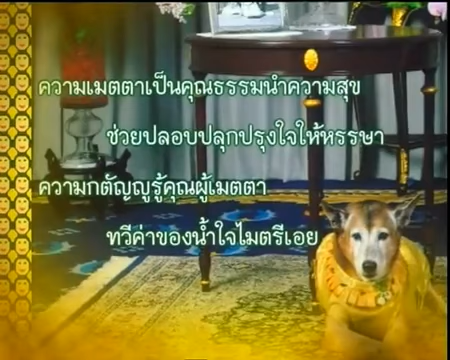 ความเมตตาเป็นคุณธรรมนำความสุข
ช่วยปลอบปลุกปรุงใจให้หรรษา
ความกตัญญูรู้คุณผู้เมตตา
ทวีค่าของน้ำใจไมตรีเอย